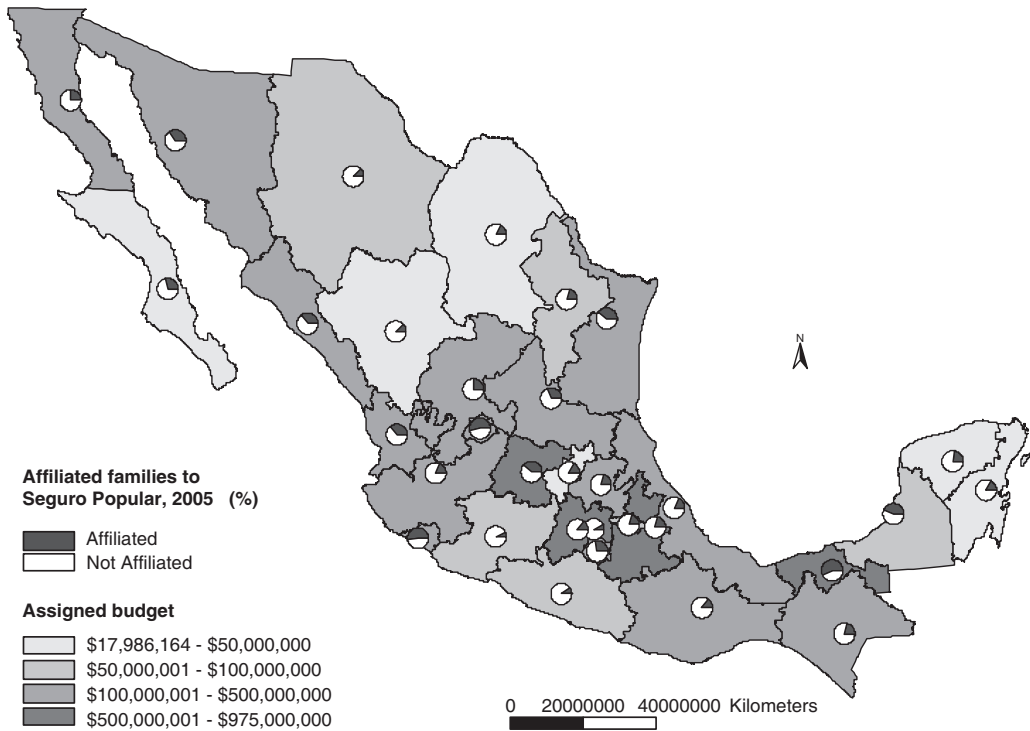 N
Affiliated families to
Seguro Popular, 2005 (%)
Affiliated
Not Affiliated
Assigned budget
$17,986,164 - $50,000,000
$50,000,001 - $100,000,000
$100,000,001 - $500,000,000
$500,000,001 - $975,000,000
0 20000000 40000000 Kilometers